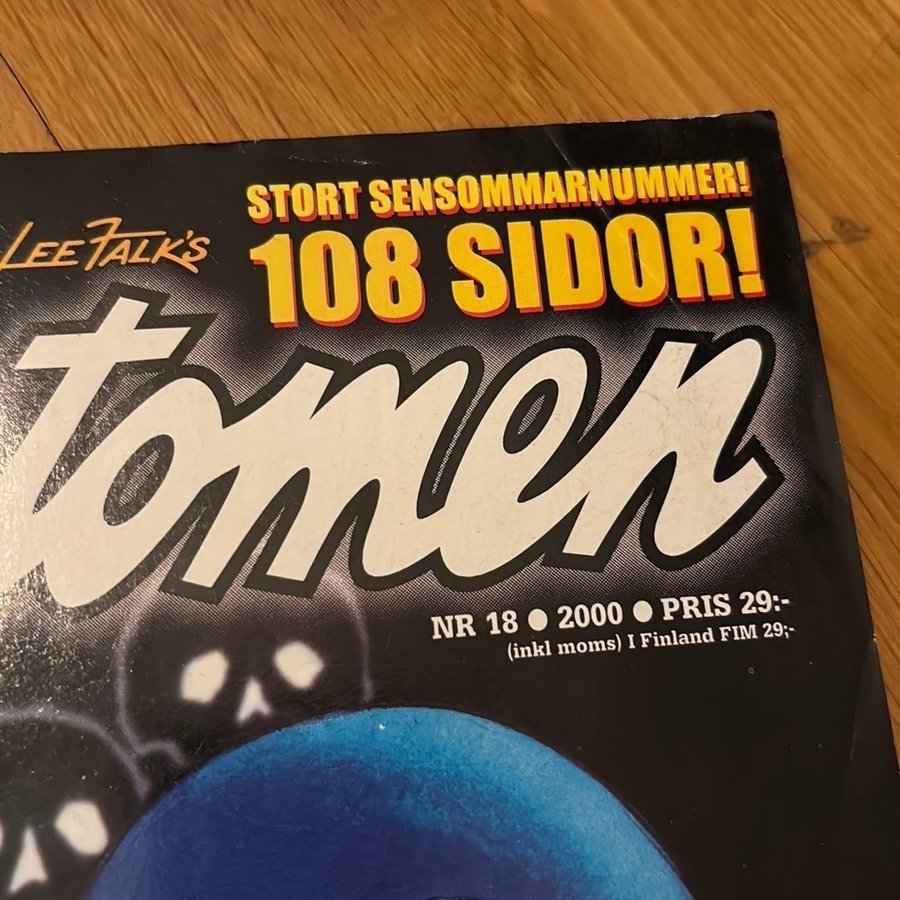 STORT SENSOMMARNUMMER!
108 SIDOR!
LEE FALK'S
tomen
NR 18 ● 2000 ● PRIS 29:-
(inkl moms) I Finland FIM 29;-